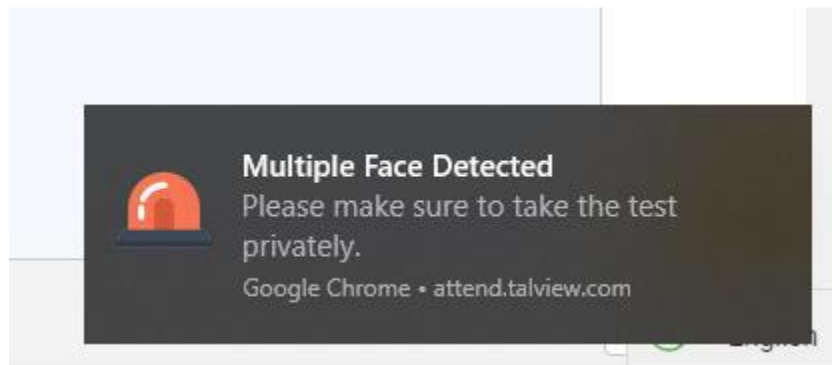 Multiple Face Detected
Please make sure to take the test
privately.
Google Chrome • attend.talview.com